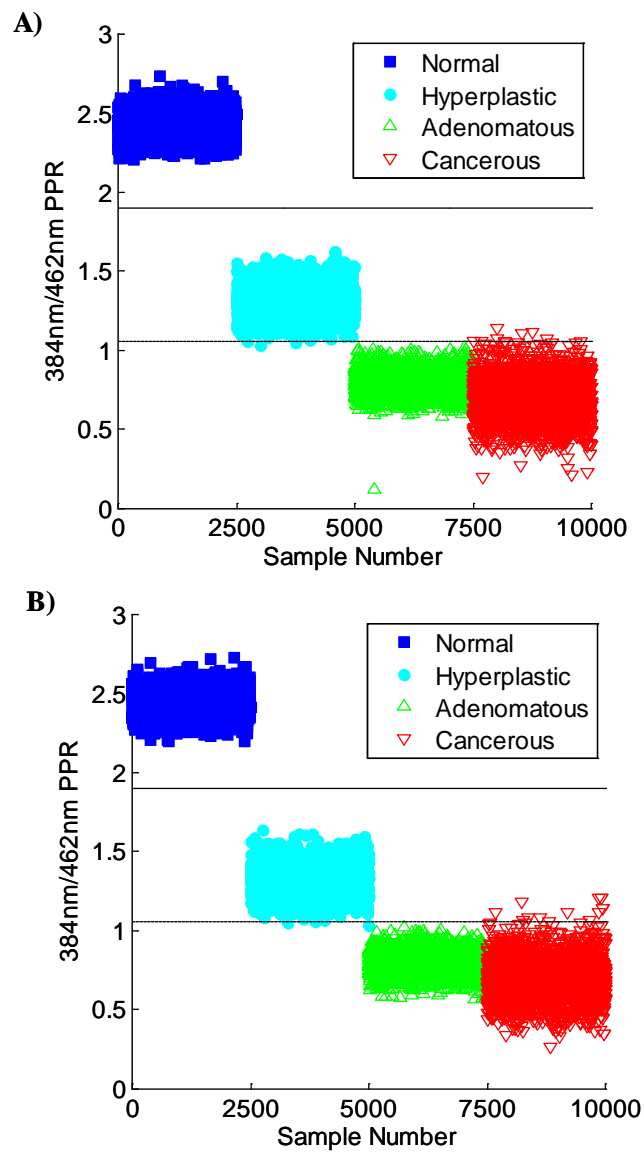 A)
3
2.5
2
1.5
1
0.5
0
384nm/462nm PPR
Normal
Hyperplastic
Adenomatous
Cancerous
0 2500 5000 7500 10000
Sample Number
B)
3
2.5
2
1.5
1
0.5
0
384nm/462nm PPR
Normal
Hyperplastic
Adenomatous
Cancerous
0 2500 5000 7500 10000
Sample Number